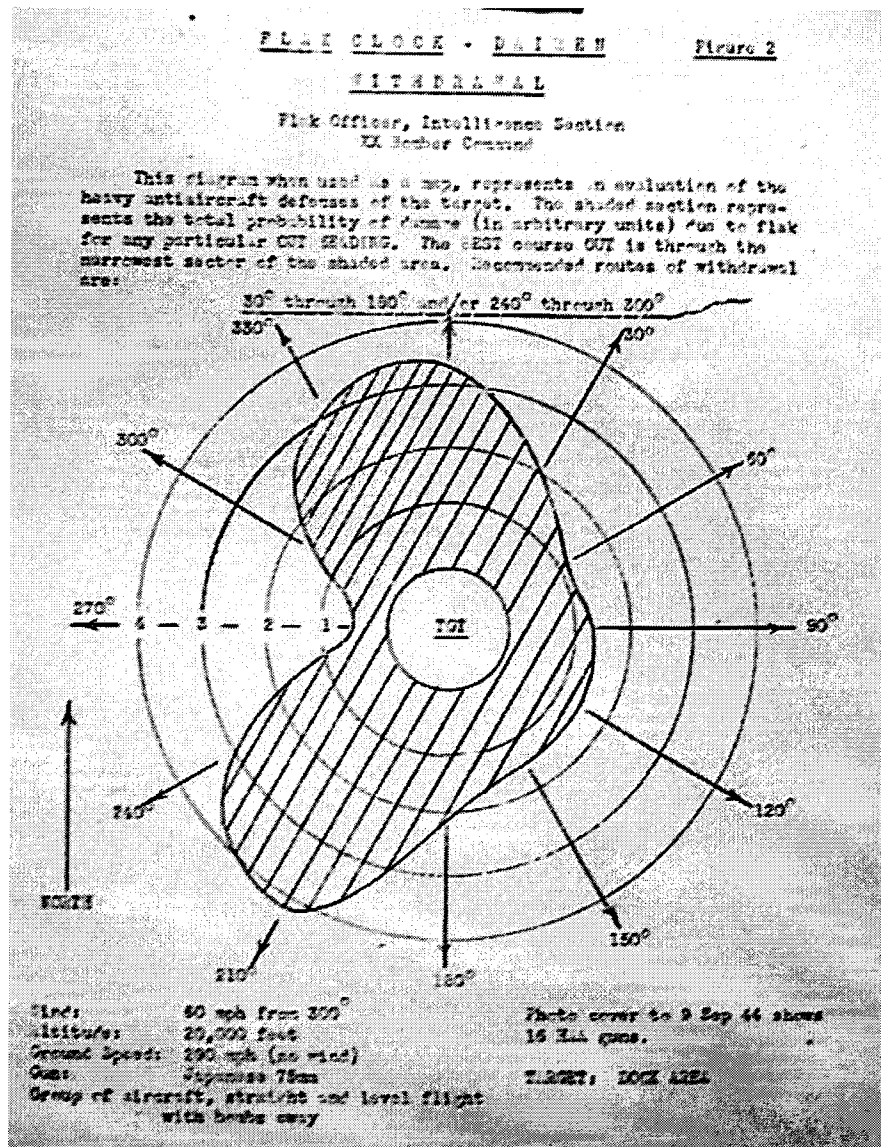 FLAK CLOCK - DAIREN Figure 2
WITHDRAWAL
Flak Officer, Intelligence Section
XX Bomber Command
This diagram when used as a map, represents an evaluation of the
heavy antiaircraft defenses of the target. The shaded section repre-
sents the total probability of damage (in arbitrary units) due to flak
for any particular OUT HEADING. The BEST course OUT is through the
narrowest sector of the shaded area. Recommended routes of withdrawal
are:
30° through 180° and/or 240° through 300°
330° 30°
300° 60°
270° 4 — 3 — 2 — 1 — TGT 90°
240° 120°
NORTH 150°
210° 180°
Wind: 60 mph from 300°
Altitude: 20,000 feet
Ground Speed: 290 mph (no wind)
Gun: Japanese 75mm
Group of aircraft, straight and level flight
with bombs away
Photo cover to 9 Sep 44 shows
16 HAA guns.
TARGET: DOCK AREA